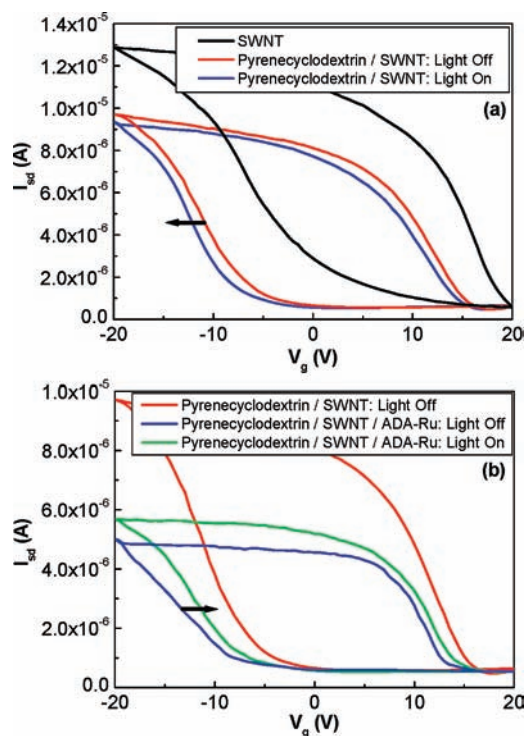 SWNT
Pyrenecyclodextrin / SWNT: Light Off
Pyrenecyclodextrin / SWNT: Light On
(a)
1.4x10⁻⁵
1.2x10⁻⁵
1.0x10⁻⁵
8.0x10⁻⁶
6.0x10⁻⁶
4.0x10⁻⁶
2.0x10⁻⁶
0.0
I_sd (A)
-20 -10 0 10 20
V_g (V)
Pyrenecyclodextrin / SWNT: Light Off
Pyrenecyclodextrin / SWNT / ADA-Ru: Light Off
Pyrenecyclodextrin / SWNT / ADA-Ru: Light On
(b)
1.0x10⁻⁵
8.0x10⁻⁶
6.0x10⁻⁶
4.0x10⁻⁶
2.0x10⁻⁶
0.0
I_sd (A)
-20 -10 0 10 20
V_g (V)